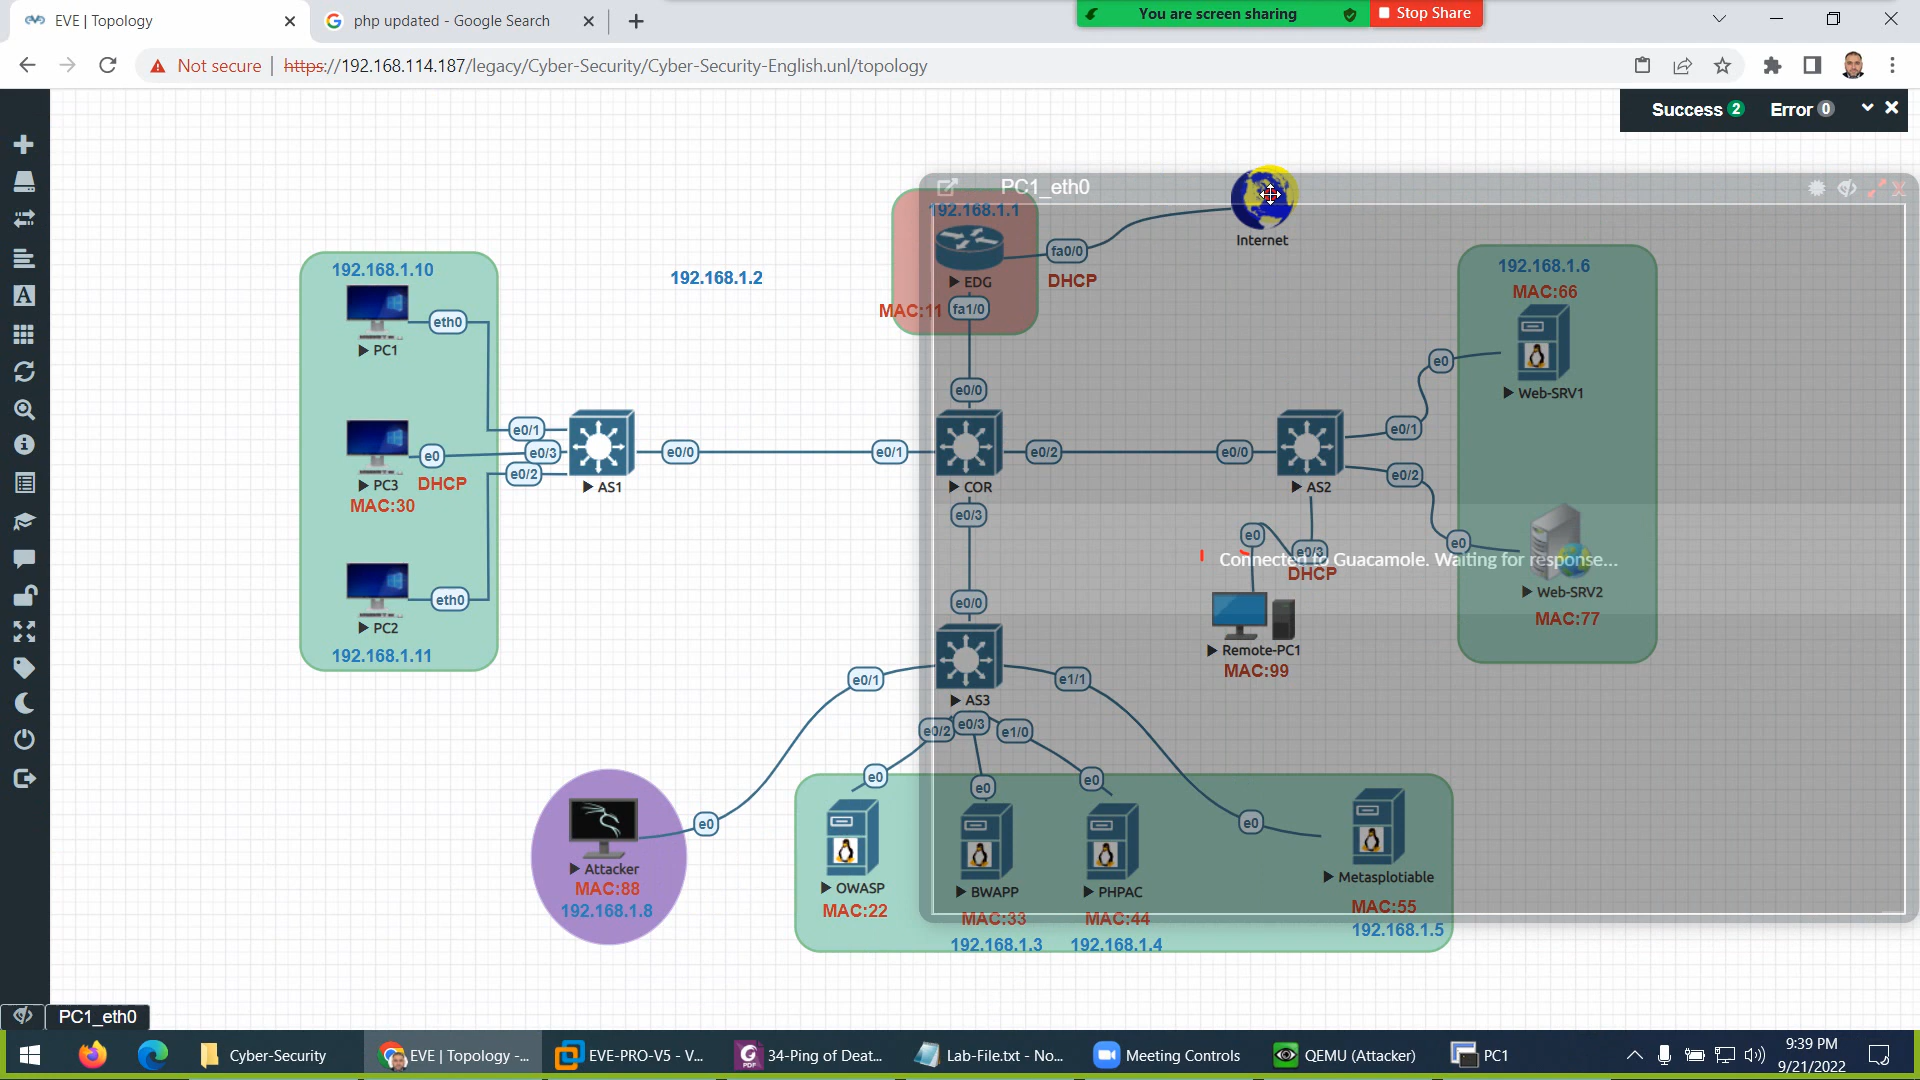 EVE | Topology
php updated - Google Search
You are screen sharing
Stop Share
Not secure
https://192.168.114.187/legacy/Cyber-Security/Cyber-Security-English.unl/topology
Success 2
Error 0
PC1_eth0
192.168.1.1
EDG
fa0/0
DHCP
MAC:11
fa1/0
Internet
192.168.1.10
PC1
eth0
192.168.1.2
192.168.1.6
MAC:66
Web-SRV1
e0
e0/1
e0/0
PC3
e0
DHCP
MAC:30
e0/1
e0/3
e0/2
AS1
e0/0
e0/1
COR
e0/2
e0/0
AS2
e0/2
e0/3
e0
e0/3
Connected to Guacamole. Waiting for response...
DHCP
e0
Web-SRV2
MAC:77
PC2
eth0
192.168.1.11
e0/0
Remote-PC1
MAC:99
AS3
e0/1
e1/1
e0/2
e0/3
e1/0
e0
e0
e0
e0
e0
Attacker
MAC:88
192.168.1.8
OWASP
MAC:22
BWAPP
MAC:33
192.168.1.3
PHPAC
MAC:44
192.168.1.4
Metasplotiable
MAC:55
192.168.1.5
PC1_eth0
Cyber-Security
EVE | Topology -...
EVE-PRO-V5 - V...
34-Ping of Deat...
Lab-File.txt - No...
Meeting Controls
QEMU (Attacker)
PC1
9:39 PM
9/21/2022